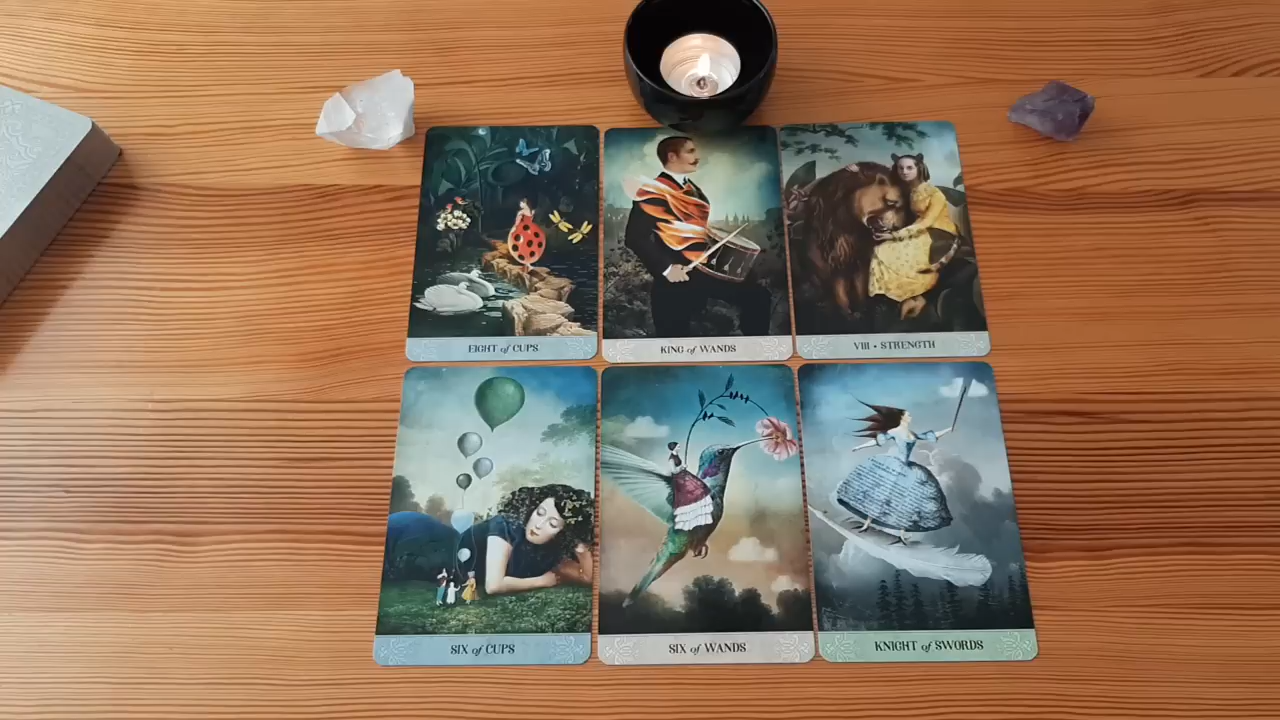 EIGHT of CUPS
KING of WANDS
VIII • STRENGTH
SIX of CUPS
SIX of WANDS
KNIGHT of SWORDS